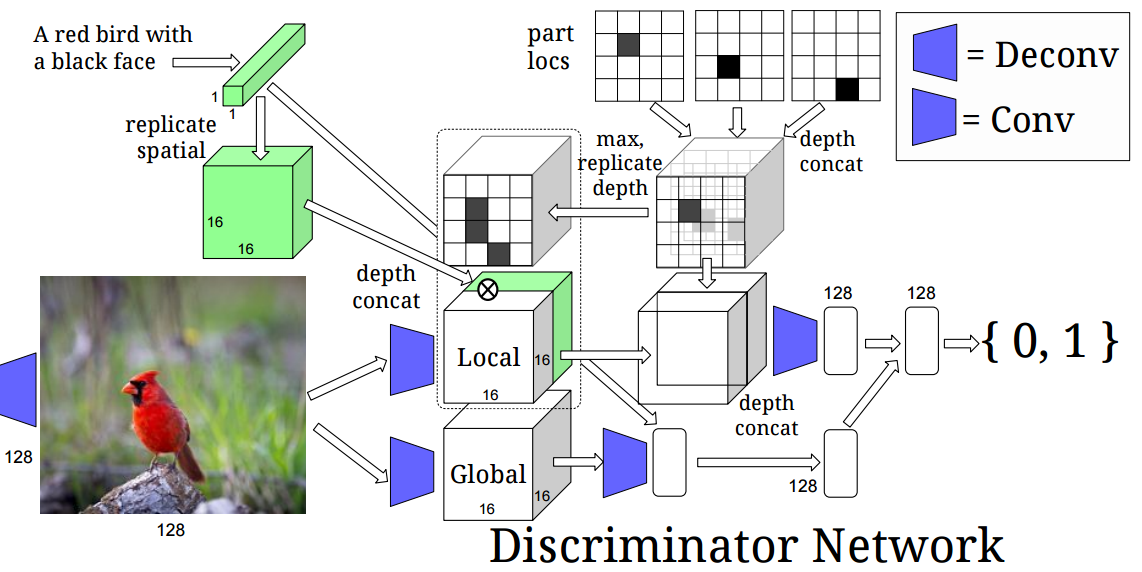 A red bird with
a black face
1
1
replicate
spatial
16
16
part
locs
max,
replicate
depth
depth
concat
= Deconv
= Conv
depth
concat
Local
16
16
Global
16
16
128
128
128
128
{ 0, 1 }
depth
concat
128
Discriminator Network